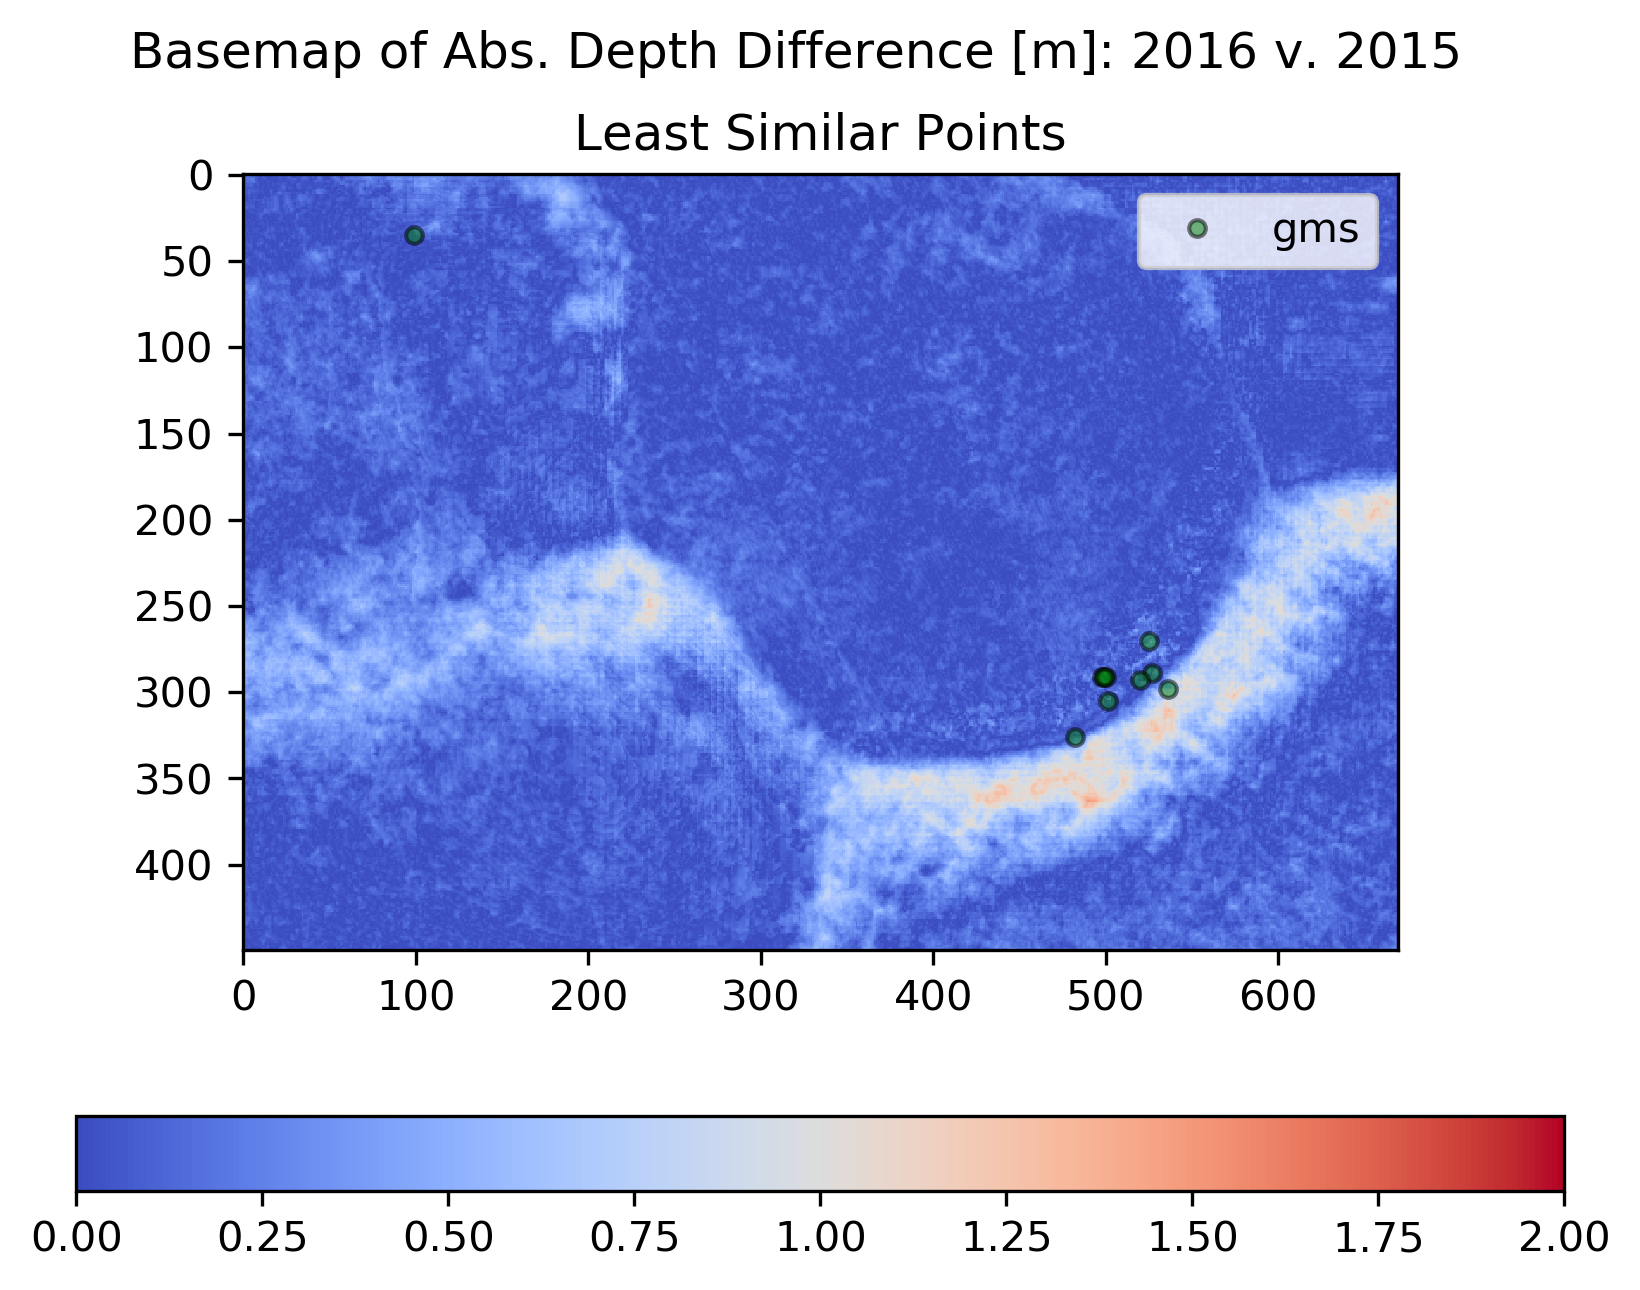 Basemap of Abs. Depth Difference [m]: 2016 v. 2015
Least Similar Points
gms
0
50
100
150
200
250
300
350
400
0 100 200 300 400 500 600
0.00 0.25 0.50 0.75 1.00 1.25 1.50 1.75 2.00